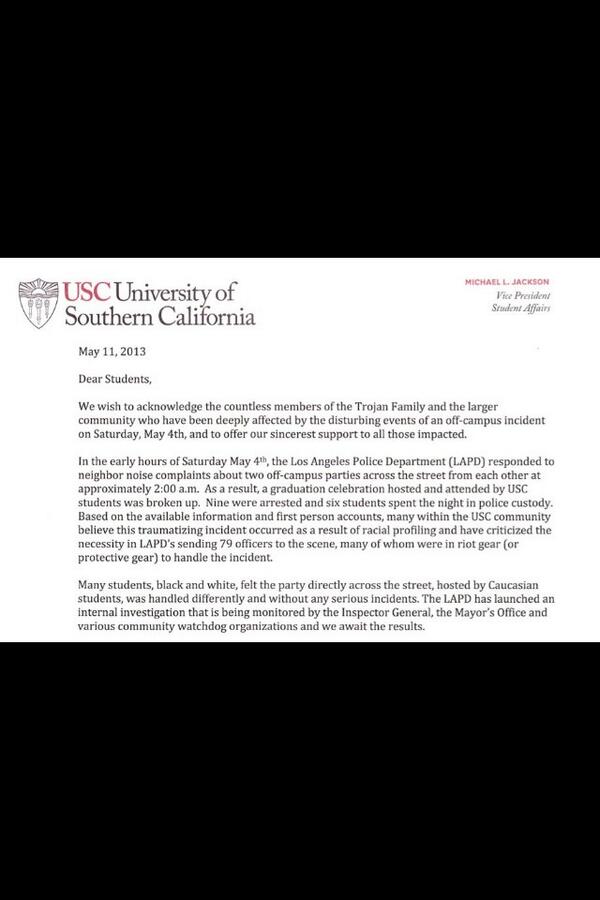 USC University of
Southern California
MICHAEL L. JACKSON
Vice President
Student Affairs
May 11, 2013
Dear Students,
We wish to acknowledge the countless members of the Trojan Family and the larger
community who have been deeply affected by the disturbing events of an off-campus incident
on Saturday, May 4th, and to offer our sincerest support to all those impacted.
In the early hours of Saturday May 4th, the Los Angeles Police Department (LAPD) responded to
neighbor noise complaints about two off-campus parties across the street from each other at
approximately 2:00 a.m. As a result, a graduation celebration hosted and attended by USC
students was broken up. Nine were arrested and six students spent the night in police custody.
Based on the available information and first person accounts, many within the USC community
believe this traumatizing incident occurred as a result of racial profiling and have criticized the
necessity in LAPD's sending 79 officers to the scene, many of whom were in riot gear (or
protective gear) to handle the incident.
Many students, black and white, felt the party directly across the street, hosted by Caucasian
students, was handled differently and without any serious incidents. The LAPD has launched an
internal investigation that is being monitored by the Inspector General, the Mayor's Office and
various community watchdog organizations and we await the results.